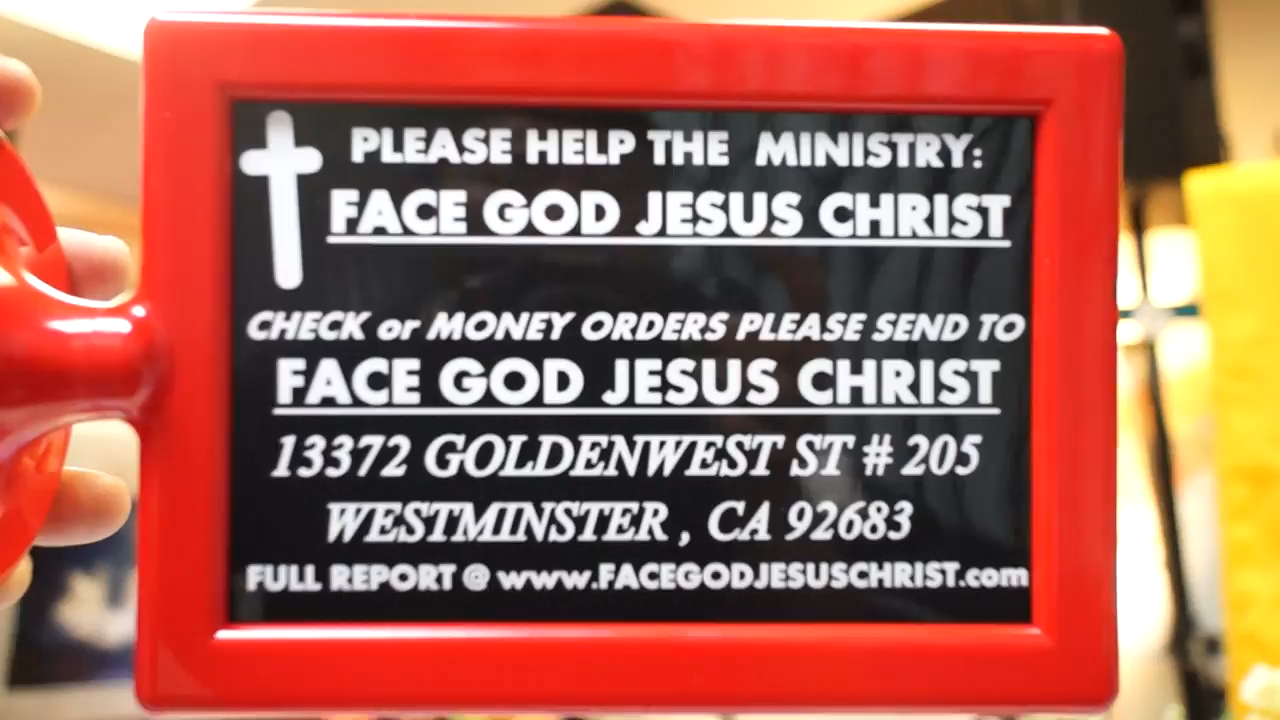 PLEASE HELP THE MINISTRY:
FACE GOD JESUS CHRIST
CHECK or MONEY ORDERS PLEASE SEND TO
FACE GOD JESUS CHRIST
13372 GOLDENWEST ST # 205
WESTMINSTER , CA 92683
FULL REPORT @ www.FACEGODJESUSCHRIST.com